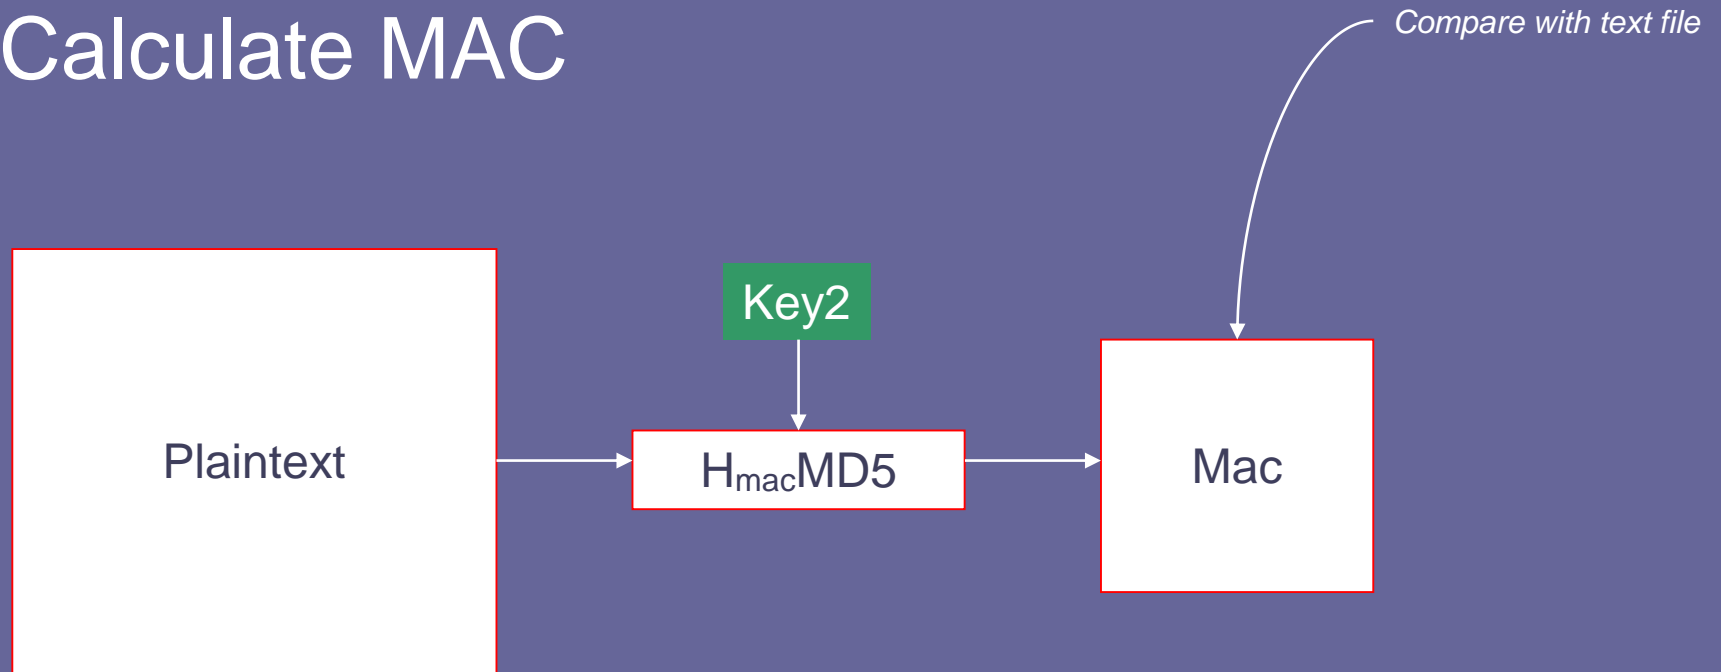 Calculate MAC
Compare with text file
Key2
Plaintext
HmacMD5
Mac